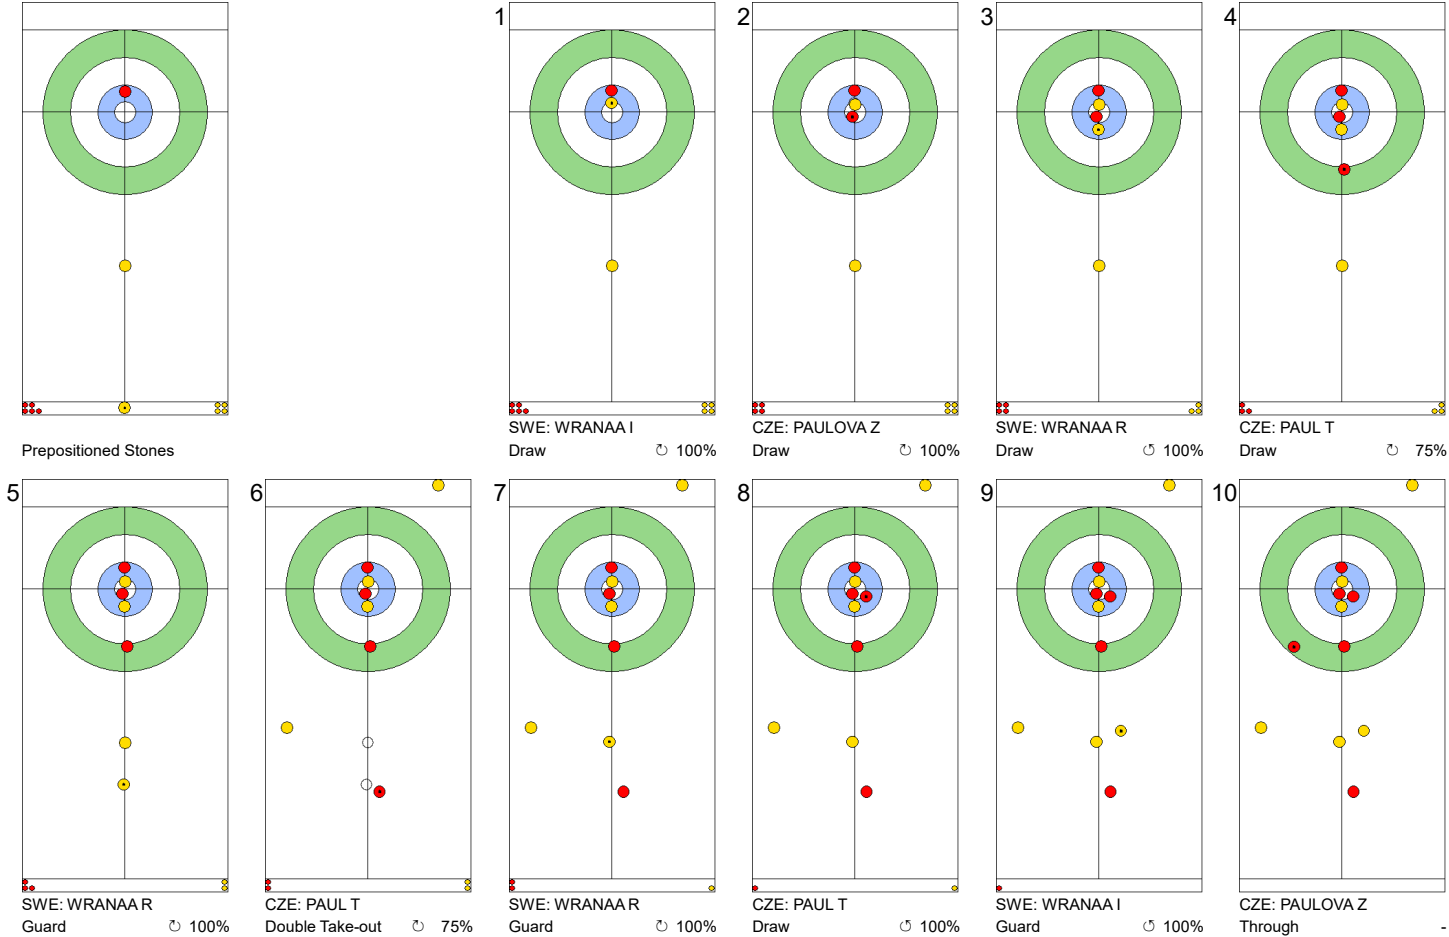 Prepositioned Stones
1
SWE: WRANAA I
Draw ↻ 100%
2
CZE: PAULOVA Z
Draw ↻ 100%
3
SWE: WRANAA R
Draw ↺ 100%
4
CZE: PAUL T
Draw ↻ 75%
5
SWE: WRANAA R
Guard ↻ 100%
6
CZE: PAUL T
Double Take-out ↻ 75%
7
SWE: WRANAA R
Guard ↻ 100%
8
CZE: PAUL T
Draw ↻ 100%
9
SWE: WRANAA I
Guard ↺ 100%
10
CZE: PAULOVA Z
Through -